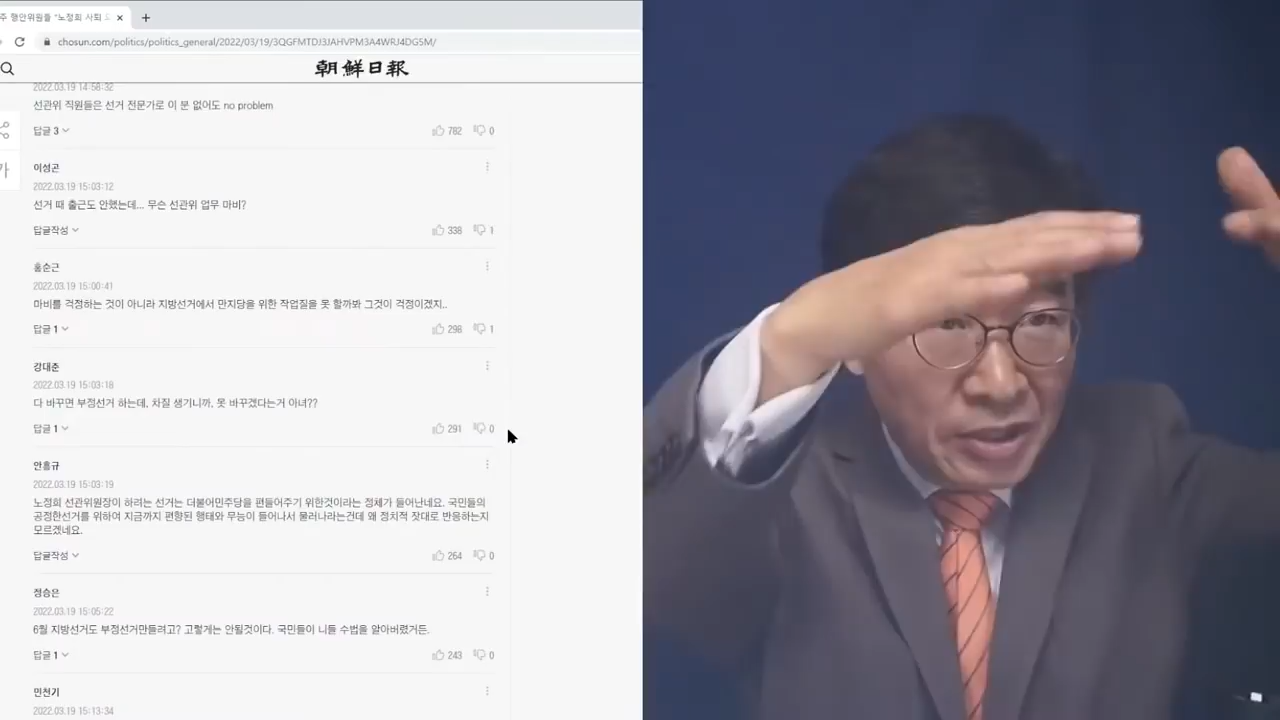 주 행안위원들 "노정희 사퇴
chosun.com/politics/politics_general/2022/03/19/3QGFMTDJ3JAHVPM3A4WRJ4DG5M/
朝鮮日報
2022.03.19 14:58:32
선관위 직원들은 선거 전문가로 이 분 없어도 no problem
답글 3
782 0
이성곤
2022.03.19 15:03:12
선거 때 출근도 안했는데... 무슨 선관위 업무 마비?
답글작성
338 1
홍순근
2022.03.19 15:00:41
마비를 걱정하는 것이 아니라 지방선거에서 만지당을 위한 작업질을 못 할까봐 그것이 걱정이겠지..
답글 1
298 1
강대준
2022.03.19 15:03:18
다 바꾸면 부정선거 하는데, 차질 생기니까, 못 바꾸겠다는거 아녀??
답글 1
291 0
안흥규
2022.03.19 15:03:19
노정희 선관위원장이 하려는 선거는 더불어민주당을 편들어주기 위한것이라는 정체가 들어난네요. 국민들의
공정한선거를 위하여 지금까지 편향된 행태와 무능이 들어나서 물러나라는건데 왜 정치적 잣대로 반응하는지
모르겠네요.
답글작성
264 0
정승은
2022.03.19 15:05:22
6월 지방선거도 부정선거만들려고? 고렇게는 안될것이다. 국민들이 니들 수법을 알아버렸거든.
답글 1
243 0
민천기
2022.03.19 15:13:34